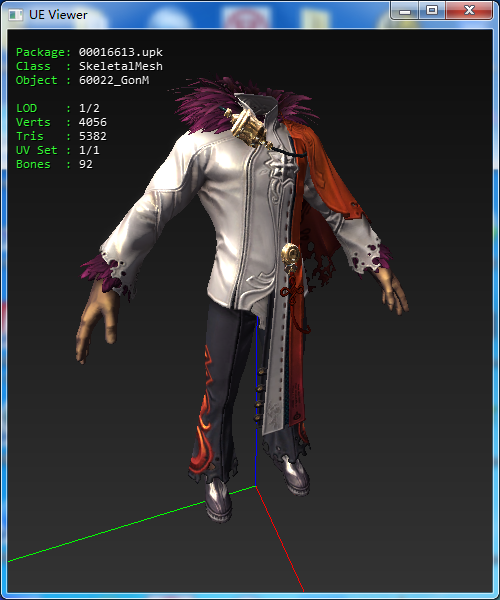 UE Viewer
Package: 00016613.upk
Class : SkeletalMesh
Object : 60022_GonM
LOD : 1/2
Verts : 4056
Tris : 5382
UV Set : 1/1
Bones : 92